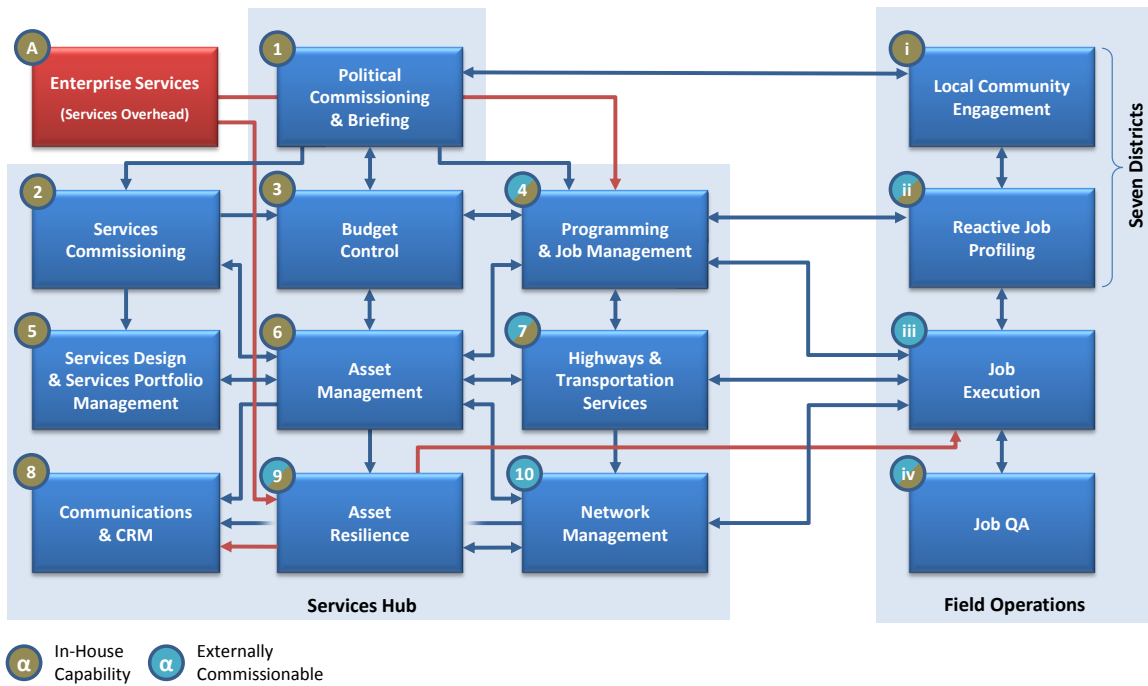 A
Enterprise Services
(Services Overhead)
1
Political
Commissioning
& Briefing
i
Local Community
Engagement
2
Services
Commissioning
3
Budget
Control
4
Programming
& Job Management
ii
Reactive Job
Profiling
Seven Districts
5
Services Design
& Services Portfolio
Management
6
Asset
Management
7
Highways &
Transportation
Services
iii
Job
Execution
8
Communications
& CRM
9
Asset
Resilience
10
Network
Management
iv
Job QA
Services Hub
Field Operations
α
In-House
Capability
α
Externally
Commissionable